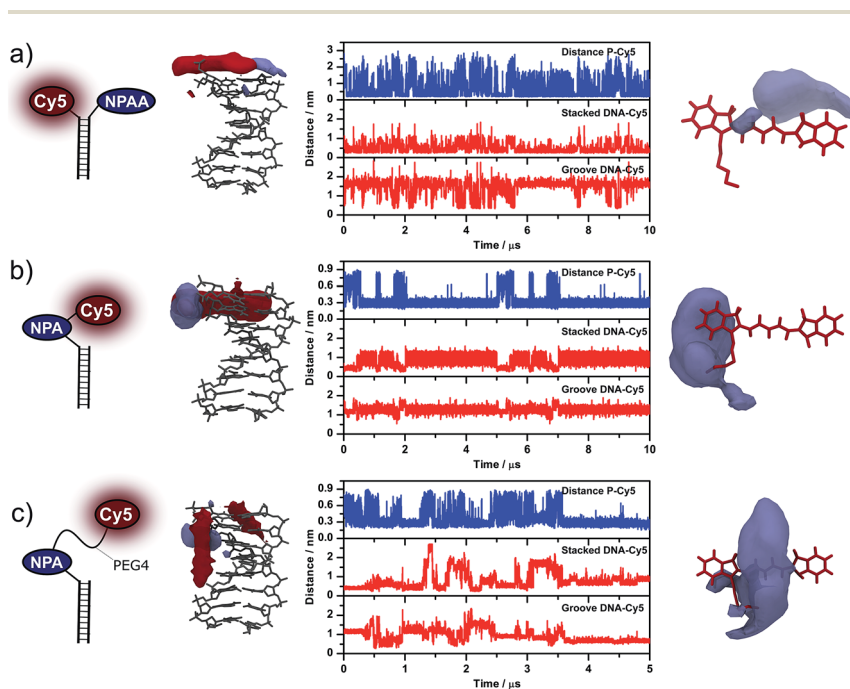 a)
Cy5
NPAA
Distance / nm
3
2
1
0
Distance P-Cy5
2
1
0
Stacked DNA-Cy5
2
1
0
Groove DNA-Cy5
0 2 4 6 8 10
Time / μs
b)
NPA
Cy5
Distance / nm
0.9
0.6
0.3
0.0
Distance P-Cy5
2
1
0
Stacked DNA-Cy5
2
1
0
Groove DNA-Cy5
0 2 4 6 8 10
Time / μs
c)
Cy5
NPA
PEG4
Distance / nm
0.9
0.6
0.3
0.0
Distance P-Cy5
2
1
0
Stacked DNA-Cy5
2
1
0
Groove DNA-Cy5
0 1 2 3 4 5
Time / μs